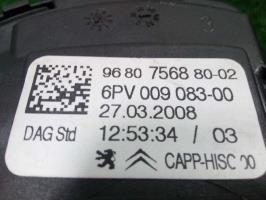 96 80 7568 80-02
6PV 009 083-00
27.03.2008
DAG Std 12:53:34 / 03
CAPP-HISC 00